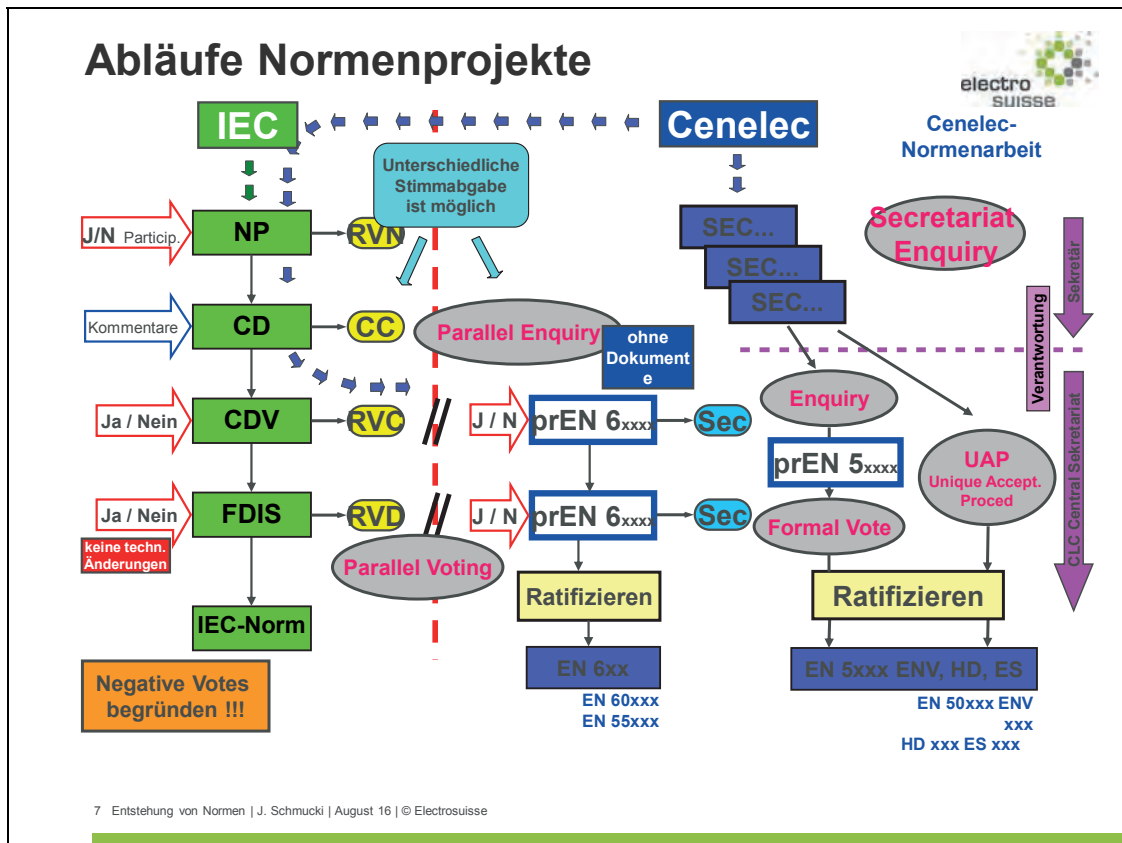 Abläufe Normenprojekte
electro
suisse
IEC
Cenelec
Cenelec-
Normenarbeit
Unterschiedliche
Stimmabgabe
ist möglich
J/N Particip.
NP
RVN
SEC...
SEC...
SEC...
Secretariat
Enquiry
Sekretär
Kommentare
CD
CC
Parallel Enquiry
ohne
Dokument
e
Verantwortung
Ja / Nein
CDV
RVC
J / N
prEN 6xxxx
Sec
Enquiry
prEN 5xxxx
UAP
Unique Accept.
Proced
CLC Central Sekretariat
Ja / Nein
FDIS
RVD
J / N
prEN 6xxxx
Sec
Formal Vote
keine techn.
Änderungen
Parallel Voting
Ratifizieren
Ratifizieren
IEC-Norm
EN 6xx
EN 5xxx ENV, HD, ES
Negative Votes
begründen !!!
EN 60xxx
EN 55xxx
EN 50xxx ENV
xxx
HD xxx ES xxx
7 Entstehung von Normen | J. Schmucki | August 16 | © Electrosuisse